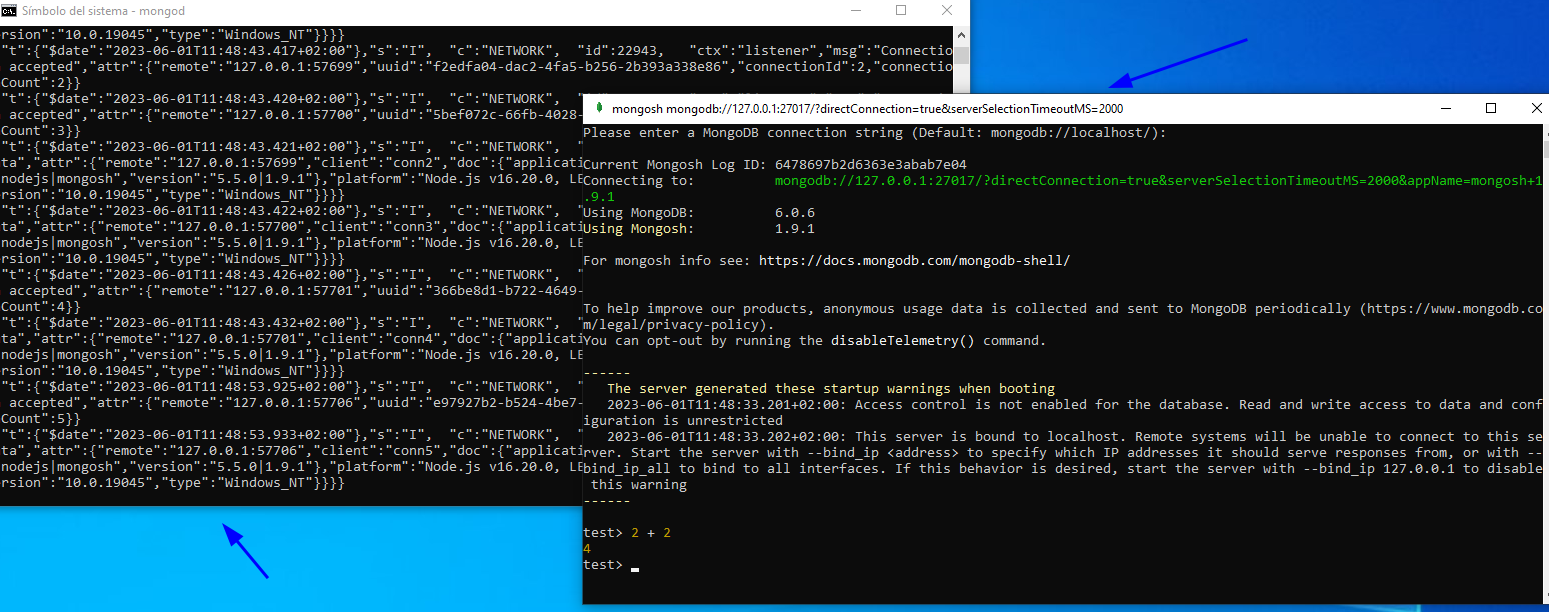 Símbolo del sistema - mongod
rsion":"10.0.19045","type":"Windows_NT"}}}}
"t":{"$date":"2023-06-01T11:48:43.417+02:00"},"s":"I",  "c":"NETWORK",  "id":22943,   "ctx":"listener","msg":"Connectio
 accepted","attr":{"remote":"127.0.0.1:57699","uuid":"f2edfa04-dac2-4fa5-b256-2b393a338e86","connectionId":2,"connectio
Count":2}}
"t":{"$date":"2023-06-01T11:48:43.420+02:00"},"s":"I",  "c":"NETWORK",
 accepted","attr":{"remote":"127.0.0.1:57700","uuid":"5bef072c-66fb-4028-
Count":3}}
"t":{"$date":"2023-06-01T11:48:43.421+02:00"},"s":"I",  "c":"NETWORK",  "
ta","attr":{"remote":"127.0.0.1:57699","client":"conn2","doc":{"applicati
nodejs|mongosh","version":"5.5.0|1.9.1"},"platform":"Node.js v16.20.0, LE
rsion":"10.0.19045","type":"Windows_NT"}}}}
"t":{"$date":"2023-06-01T11:48:43.422+02:00"},"s":"I",  "c":"NETWORK",  "
ta","attr":{"remote":"127.0.0.1:57700","client":"conn3","doc":{"applicati
nodejs|mongosh","version":"5.5.0|1.9.1"},"platform":"Node.js v16.20.0, LE
rsion":"10.0.19045","type":"Windows_NT"}}}}
"t":{"$date":"2023-06-01T11:48:43.426+02:00"},"s":"I",  "c":"NETWORK",  "
 accepted","attr":{"remote":"127.0.0.1:57701","uuid":"366be8d1-b722-4649-
Count":4}}
"t":{"$date":"2023-06-01T11:48:43.432+02:00"},"s":"I",  "c":"NETWORK",  "
ta","attr":{"remote":"127.0.0.1:57701","client":"conn4","doc":{"applicati
nodejs|mongosh","version":"5.5.0|1.9.1"},"platform":"Node.js v16.20.0, LE
rsion":"10.0.19045","type":"Windows_NT"}}}}
"t":{"$date":"2023-06-01T11:48:53.925+02:00"},"s":"I",  "c":"NETWORK",  "
 accepted","attr":{"remote":"127.0.0.1:57706","uuid":"e97927b2-b524-4be7-
Count":5}}
"t":{"$date":"2023-06-01T11:48:53.933+02:00"},"s":"I",  "c":"NETWORK",  "
ta","attr":{"remote":"127.0.0.1:57706","client":"conn5","doc":{"applicati
nodejs|mongosh","version":"5.5.0|1.9.1"},"platform":"Node.js v16.20.0, LE
rsion":"10.0.19045","type":"Windows_NT"}}}}
mongosh mongodb://127.0.0.1:27017/?directConnection=true&serverSelectionTimeoutMS=2000
Please enter a MongoDB connection string (Default: mongodb://localhost/):
Current Mongosh Log ID: 6478697b2d6363e3abab7e04
Connecting to:          mongodb://127.0.0.1:27017/?directConnection=true&serverSelectionTimeoutMS=2000&appName=mongosh+1
.9.1
Using MongoDB:          6.0.6
Using Mongosh:          1.9.1
For mongosh info see: https://docs.mongodb.com/mongodb-shell/
To help improve our products, anonymous usage data is collected and sent to MongoDB periodically (https://www.mongodb.co
m/legal/privacy-policy).
You can opt-out by running the disableTelemetry() command.
------
   The server generated these startup warnings when booting
   2023-06-01T11:48:33.201+02:00: Access control is not enabled for the database. Read and write access to data and conf
iguration is unrestricted
   2023-06-01T11:48:33.202+02:00: This server is bound to localhost. Remote systems will be unable to connect to this se
rver. Start the server with --bind_ip <address> to specify which IP addresses it should serve responses from, or with --
bind_ip_all to bind to all interfaces. If this behavior is desired, start the server with --bind_ip 127.0.0.1 to disable
 this warning
------
test> 2 + 2
4
test>